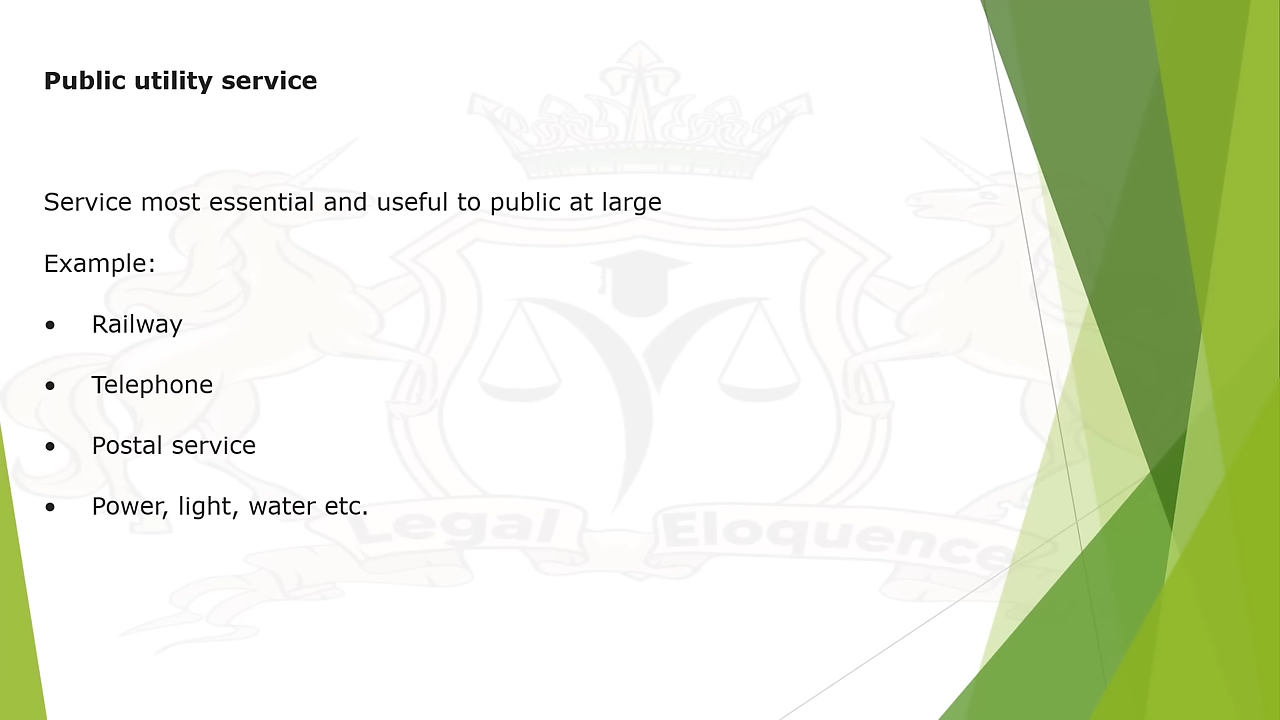 Public utility service
Service most essential and useful to public at large
Example:
• Railway
• Telephone
• Postal service
• Power, light, water etc.
Legal Eloquence